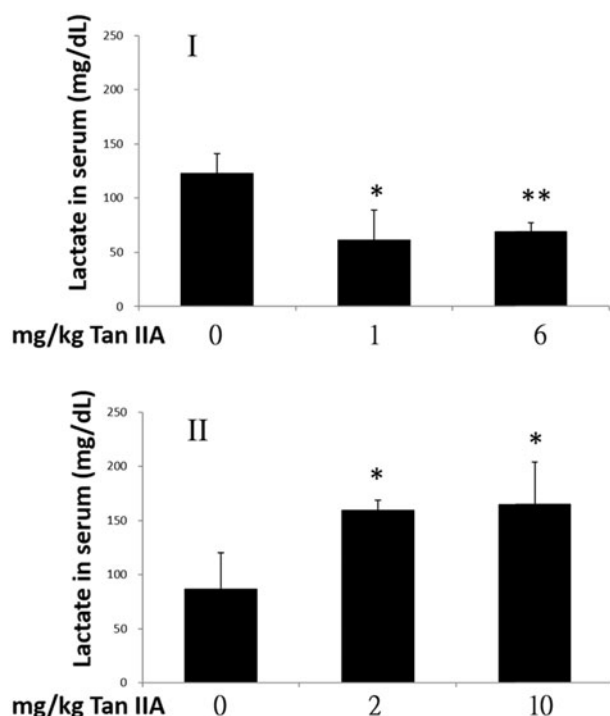 I
Lactate in serum (mg/dL)
250
200
150
100
50
0
*
**
mg/kg Tan IIA 0 1 6
II
Lactate in serum (mg/dL)
250
200
150
100
50
0
*
*
mg/kg Tan IIA 0 2 10